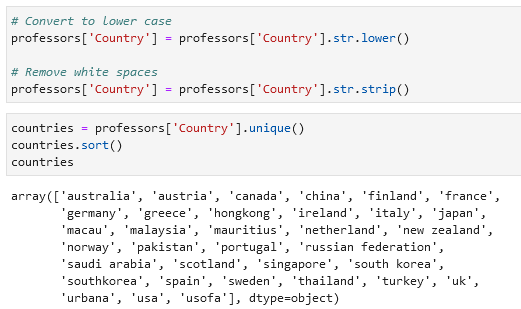 # Convert to lower case
professors['Country'] = professors['Country'].str.lower()
# Remove white spaces
professors['Country'] = professors['Country'].str.strip()
countries = professors['Country'].unique()
countries.sort()
countries
array(['australia', 'austria', 'canada', 'china', 'finland', 'france',
'germany', 'greece', 'hongkong', 'ireland', 'italy', 'japan',
'macau', 'malaysia', 'mauritius', 'netherland', 'new zealand',
'norway', 'pakistan', 'portugal', 'russian federation',
'saudi arabia', 'scotland', 'singapore', 'south korea',
'southkorea', 'spain', 'sweden', 'thailand', 'turkey', 'uk',
'urbana', 'usa', 'usofa'], dtype=object)